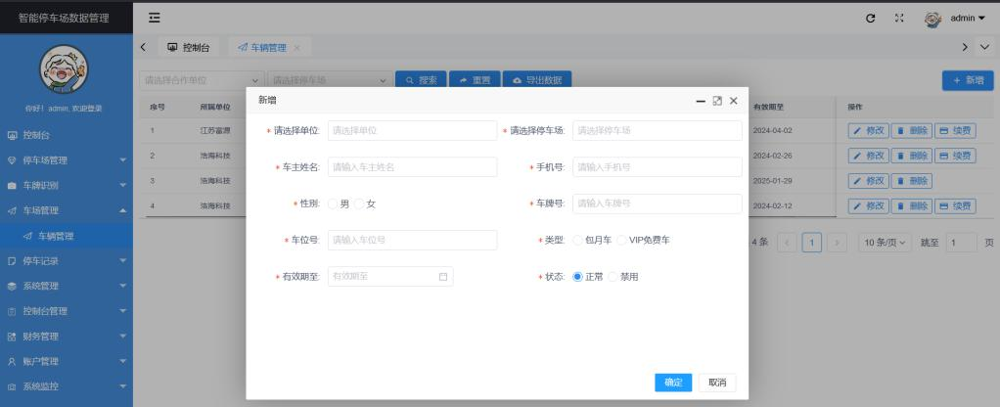 智能停车场数据管理
admin
控制台
车辆管理
你好！admin, 欢迎登录
请选择合作单位
请选择停车场
搜索
重置
导出数据
+ 新增
序号
所属单位
有效期至
操作
1
江苏富源
2024-04-02
修改
删除
续费
2
浩海科技
2024-02-26
修改
删除
续费
3
浩海科技
2025-01-29
修改
删除
4
浩海科技
2024-02-12
修改
删除
续费
4 条
1
10 条/页
跳至
1
页
控制台
停车场管理
车牌识别
车场管理
车辆管理
停车记录
系统管理
控制台管理
财务管理
账户管理
系统监控
新增
* 请选择单位:
请选择单位
* 请选择停车场:
请选择停车场
* 车主姓名:
请输入车主姓名
* 手机号:
请输入手机号
* 性别:
男
女
* 车牌号:
请输入车牌号
* 车位号:
请输入车位号
* 类型:
包月车
VIP免费车
* 有效期至:
有效期至
* 状态:
正常
禁用
确定
取消